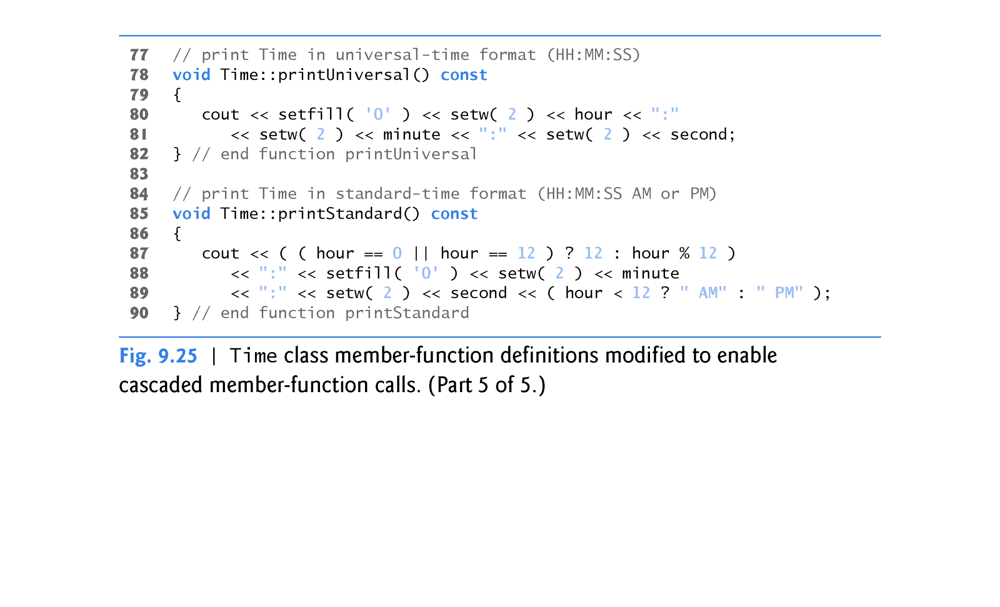 77 // print Time in universal-time format (HH:MM:SS)
78 void Time::printUniversal() const
79 {
80    cout << setfill( '0' ) << setw( 2 ) << hour << ":"
81       << setw( 2 ) << minute << ":" << setw( 2 ) << second;
82 } // end function printUniversal
83
84 // print Time in standard-time format (HH:MM:SS AM or PM)
85 void Time::printStandard() const
86 {
87    cout << ( ( hour == 0 || hour == 12 ) ? 12 : hour % 12 )
88       << ":" << setfill( '0' ) << setw( 2 ) << minute
89       << ":" << setw( 2 ) << second << ( hour < 12 ? " AM" : " PM" );
90 } // end function printStandard
Fig. 9.25 | Time class member-function definitions modified to enable
cascaded member-function calls. (Part 5 of 5.)